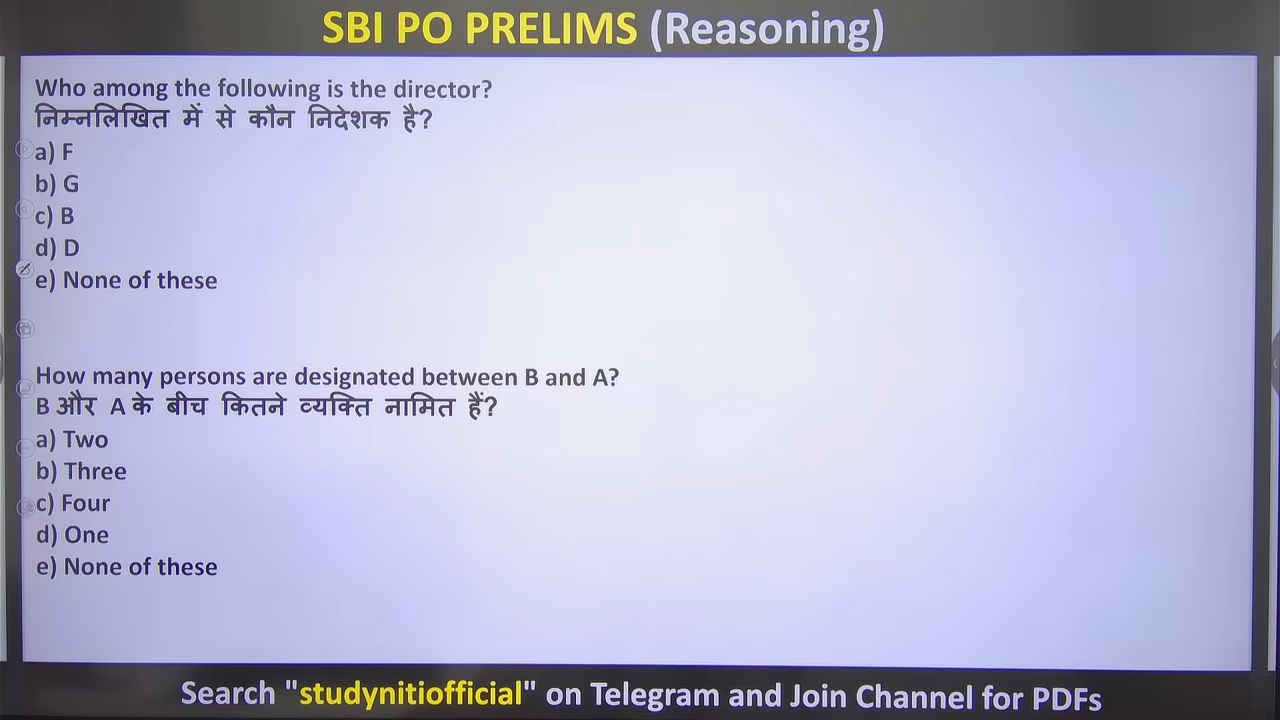 SBI PO PRELIMS (Reasoning)
Who among the following is the director?
निम्नलिखित में से कौन निदेशक है?
a) F
b) G
c) B
d) D
e) None of these
How many persons are designated between B and A?
B और A के बीच कितने व्यक्ति नामित हैं?
a) Two
b) Three
c) Four
d) One
e) None of these
Search "studynitiofficial" on Telegram and Join Channel for PDFs